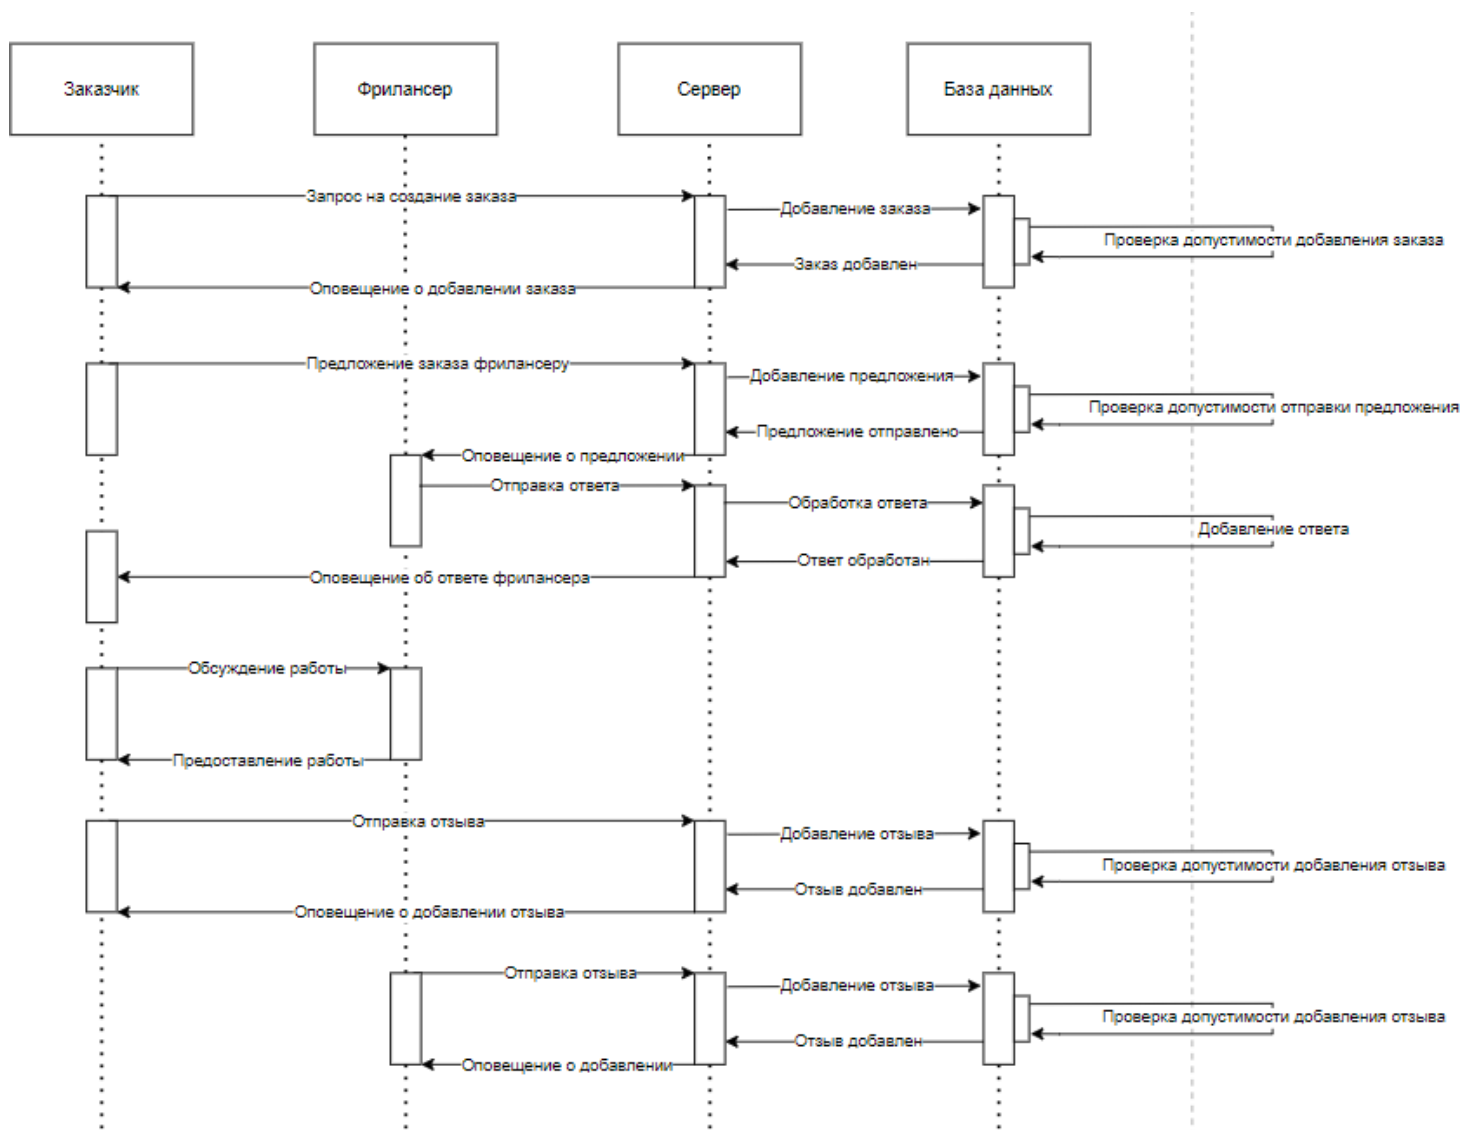 Заказчик
Фрилансер
Сервер
База данных
Запрос на создание заказа
Добавление заказа
Проверка допустимости добавления заказа
Заказ добавлен
Оповещение о добавлении заказа
Предложение заказа фрилансеру
Добавление предложения
Проверка допустимости отправки предложения
Предложение отправлено
Оповещение о предложении
Отправка ответа
Обработка ответа
Добавление ответа
Ответ обработан
Оповещение об ответе фрилансера
Обсуждение работы
Предоставление работы
Отправка отзыва
Добавление отзыва
Проверка допустимости добавления отзыва
Отзыв добавлен
Оповещение о добавлении отзыва
Отправка отзыва
Добавление отзыва
Проверка допустимости добавления отзыва
Отзыв добавлен
Оповещение о добавлении